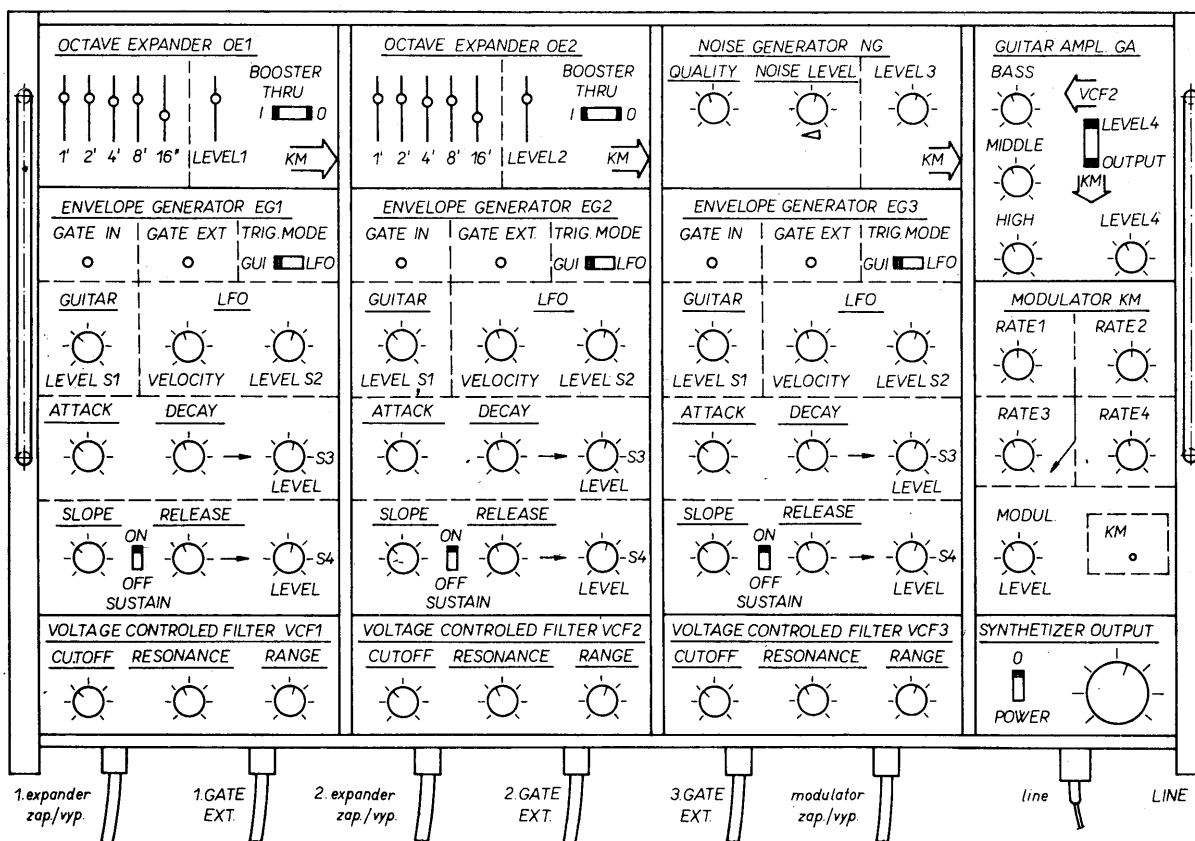 OCTAVE EXPANDER OE1
BOOSTER
THRU
I 0
1' 2' 4' 8' 16" LEVEL1
KM
ENVELOPE GENERATOR EG1
GATE IN GATE EXT TRIG.MODE
GUI LFO
GUITAR LFO
LEVEL S1 VELOCITY LEVEL S2
ATTACK DECAY
S3
LEVEL
SLOPE ON RELEASE
S4
OFF LEVEL
SUSTAIN
VOLTAGE CONTROLED FILTER VCF1
CUTOFF RESONANCE RANGE
OCTAVE EXPANDER OE2
BOOSTER
THRU
I 0
1' 2' 4' 8' 16' LEVEL2
KM
ENVELOPE GENERATOR EG2
GATE IN GATE EXT. TRIG.MODE
GUI LFO
GUITAR LFO
LEVEL S1 VELOCITY LEVEL S2
ATTACK DECAY
S3
LEVEL
SLOPE ON RELEASE
S4
OFF LEVEL
SUSTAIN
VOLTAGE CONTROLED FILTER VCF2
CUTOFF RESONANCE RANGE
NOISE GENERATOR NG
QUALITY NOISE LEVEL LEVEL3
KM
ENVELOPE GENERATOR EG3
GATE IN GATE EXT TRIG.MODE
GUI LFO
GUITAR LFO
LEVEL S1 VELOCITY LEVEL S2
ATTACK DECAY
S3
LEVEL
SLOPE ON RELEASE
S4
OFF LEVEL
SUSTAIN
VOLTAGE CONTROLED FILTER VCF3
CUTOFF RESONANCE RANGE
GUITAR AMPL. GA
BASS
VCF2
LEVEL4
MIDDLE OUTPUT
KM
HIGH LEVEL4
MODULATOR KM
RATE1 RATE2
RATE3 RATE4
MODUL. KM
LEVEL
SYNTHETIZER OUTPUT
0
POWER
1.expander
zap./vyp.
1.GATE
EXT.
2. expander
zap./vyp.
2.GATE
EXT.
3.GATE
EXT.
modulator
zap./vyp.
line LINE